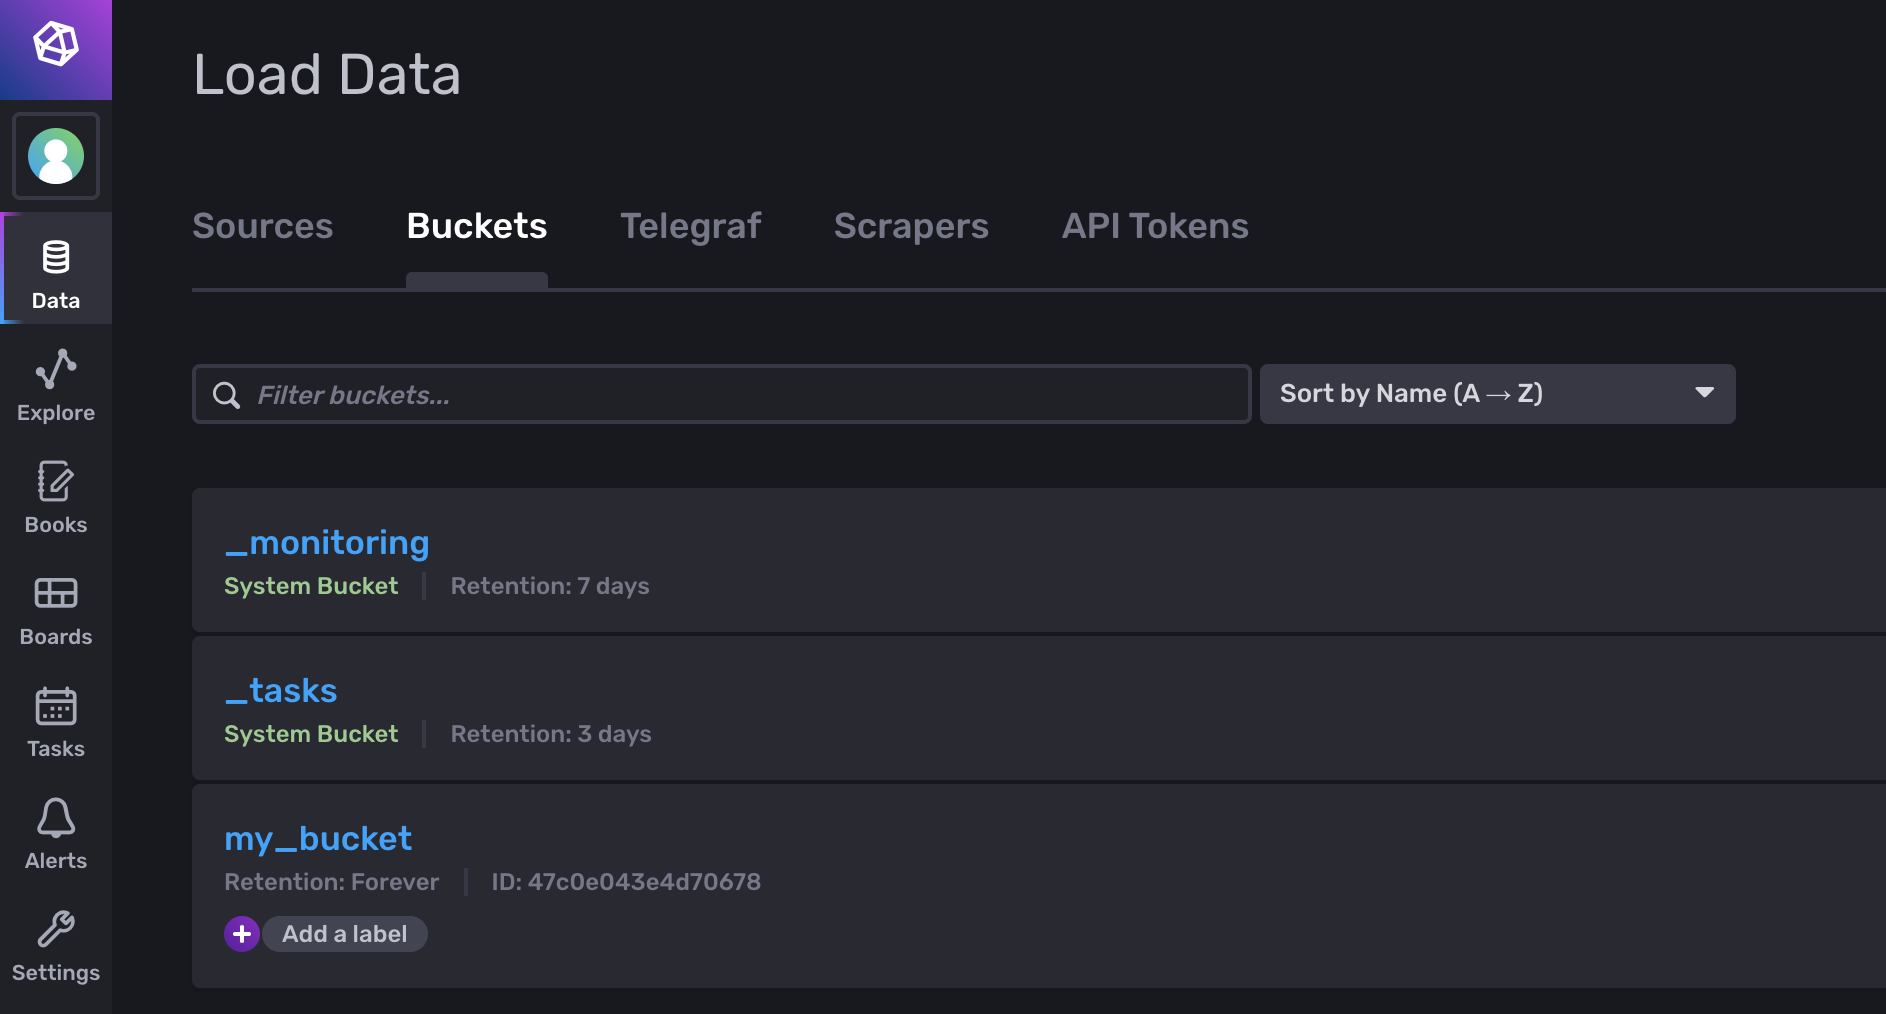 Load Data
Sources Buckets Telegraf Scrapers API Tokens
Data
Explore
Books
Boards
Tasks
Alerts
Settings
Filter buckets...
Sort by Name (A → Z)
_monitoring
System Bucket Retention: 7 days
_tasks
System Bucket Retention: 3 days
my_bucket
Retention: Forever ID: 47c0e043e4d70678
Add a label